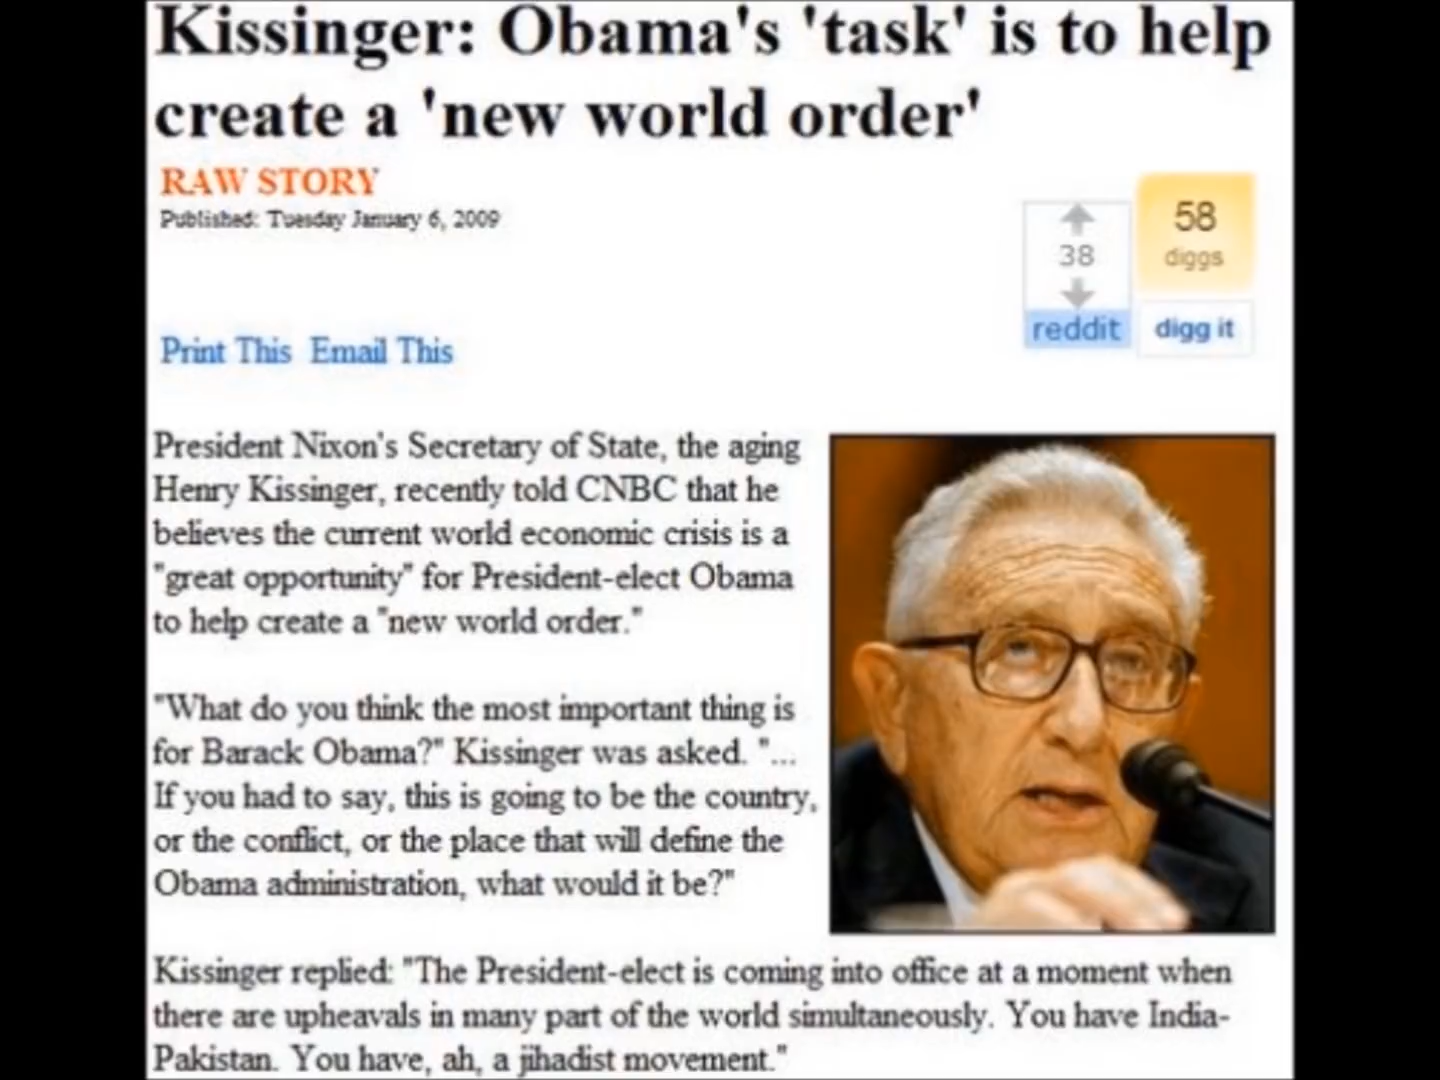 Kissinger: Obama's 'task' is to help
create a 'new world order'
RAW STORY
Published: Tuesday January 6, 2009
58
diggs
38
reddit
digg it
Print This Email This
President Nixon's Secretary of State, the aging
Henry Kissinger, recently told CNBC that he
believes the current world economic crisis is a
"great opportunity" for President-elect Obama
to help create a "new world order."
"What do you think the most important thing is
for Barack Obama?" Kissinger was asked. "...
If you had to say, this is going to be the country,
or the conflict, or the place that will define the
Obama administration, what would it be?"
Kissinger replied: "The President-elect is coming into office at a moment when
there are upheavals in many part of the world simultaneously. You have India-
Pakistan. You have, ah, a jihadist movement."